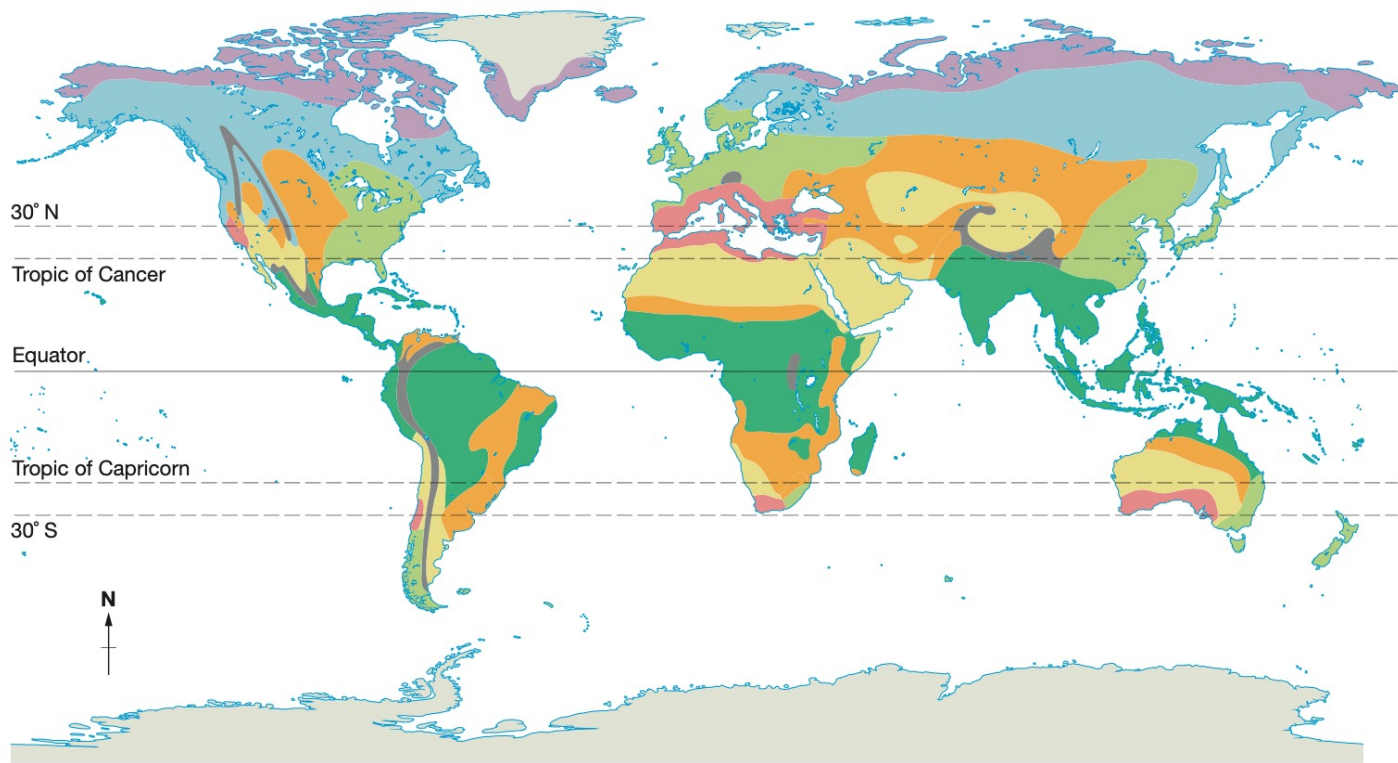 30° N
Tropic of Cancer
Equator
Tropic of Capricorn
30° S
N